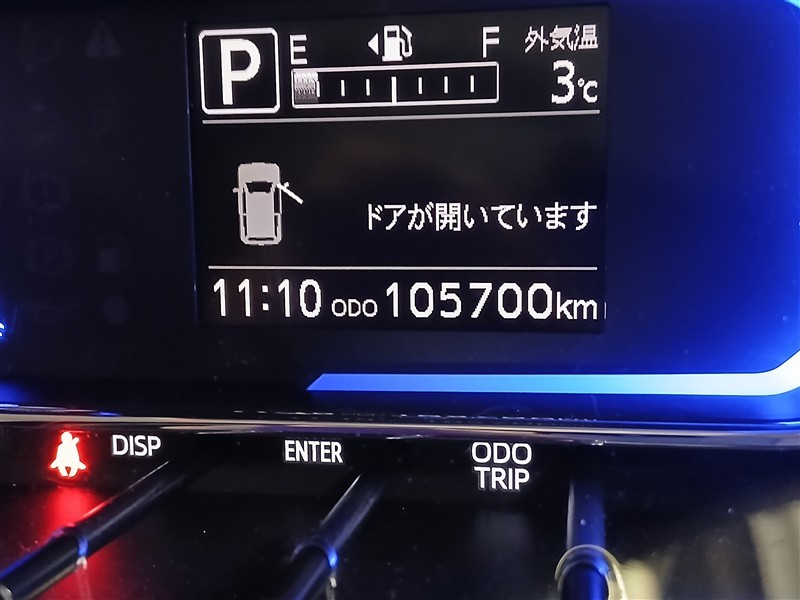 P E F 外気温
3℃
ドアが開いています
11:10 ODO 105700km
DISP ENTER ODO
TRIP